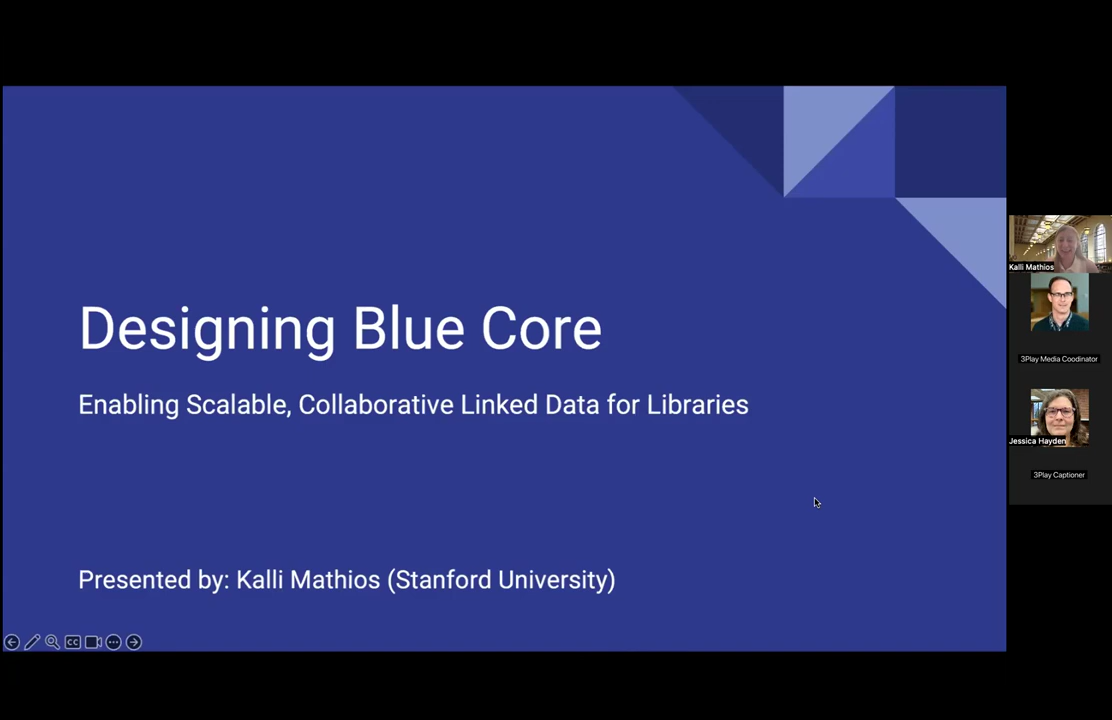 Designing Blue Core
Enabling Scalable, Collaborative Linked Data for Libraries
Presented by: Kalli Mathios (Stanford University)
CC
Kalli Mathios
3Play Media Coodinator
Jessica Hayden
3Play Captioner